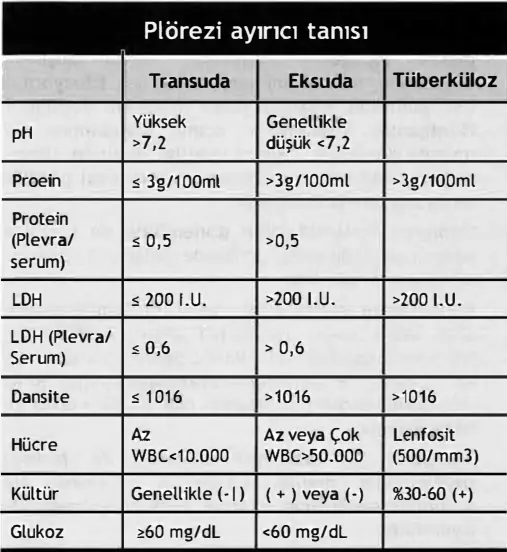 Plörezi ayırıcı tanısı
Transuda Eksuda Tüberküloz
pH Yüksek >7,2 Genellikle düşük <7,2
Proein ≤ 3g/100ml >3g/100ml >3g/100ml
Protein (Plevra/ serum) ≤ 0,5 >0,5
LDH ≤ 200 I.U. >200 I.U. >200 I.U.
LDH (Plevra/ Serum) ≤ 0,6 > 0,6
Dansite ≤ 1016 >1016 >1016
Hücre Az WBC<10.000 Az veya Çok WBC>50.000 Lenfosit (500/mm3)
Kültür Genellikle (-|) ( + ) veya (-) %30-60 (+)
Glukoz ≥60 mg/dL <60 mg/dL